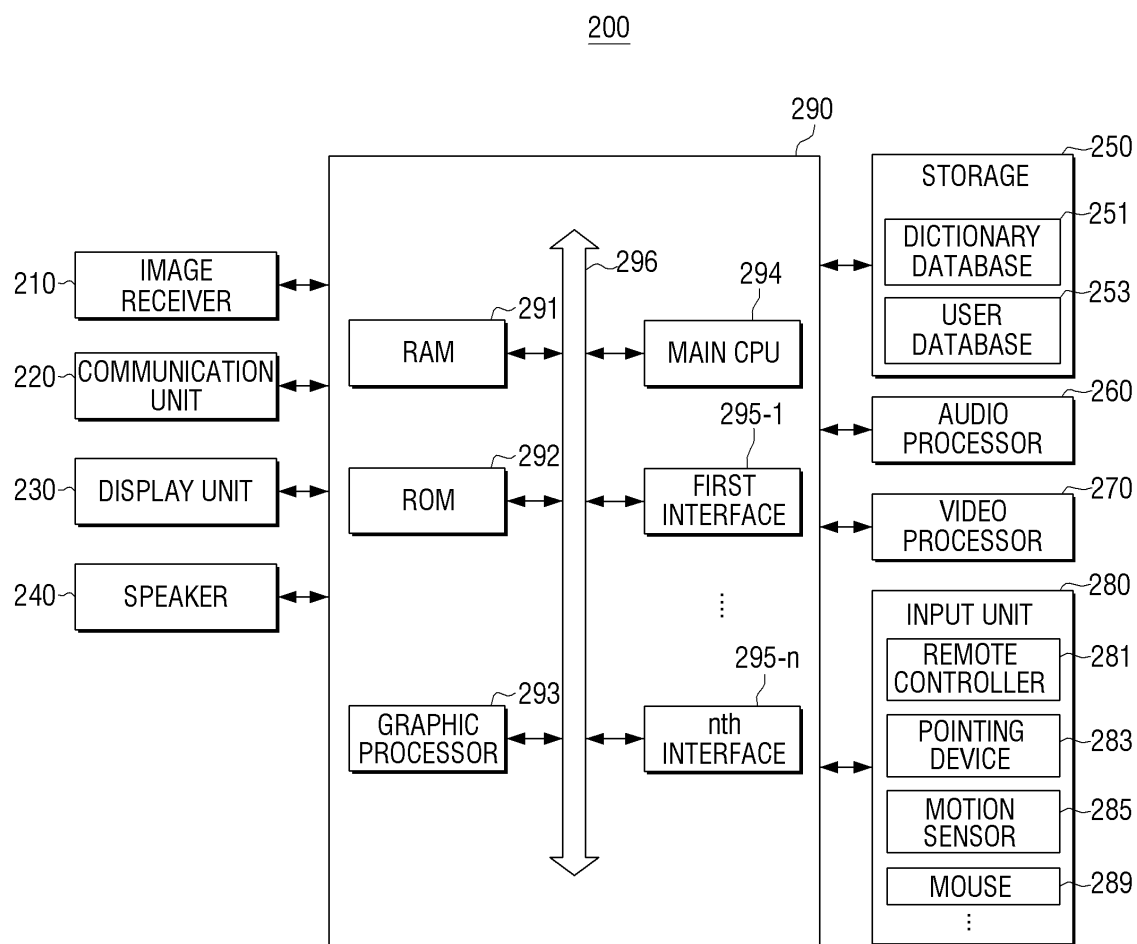 200
290
250
STORAGE
251
DICTIONARY
DATABASE
253
USER
DATABASE
210
IMAGE
RECEIVER
296
291
RAM
294
MAIN CPU
220
COMMUNICATION
UNIT
260
AUDIO
PROCESSOR
230
DISPLAY UNIT
292
ROM
295-1
FIRST
INTERFACE
270
VIDEO
PROCESSOR
240
SPEAKER
⋮
280
INPUT UNIT
REMOTE
CONTROLLER
281
293
GRAPHIC
PROCESSOR
295-n
nth
INTERFACE
POINTING
DEVICE
283
MOTION
SENSOR
285
MOUSE
289
⋮